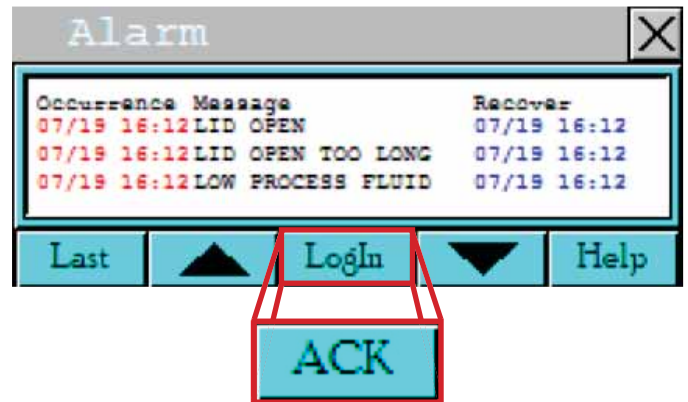 Alarm
Occurrence Message Recover
07/19 16:12 LID OPEN 07/19 16:12
07/19 16:12 LID OPEN TOO LONG 07/19 16:12
07/19 16:12 LOW PROCESS FLUID 07/19 16:12
Last LogIn Help
ACK